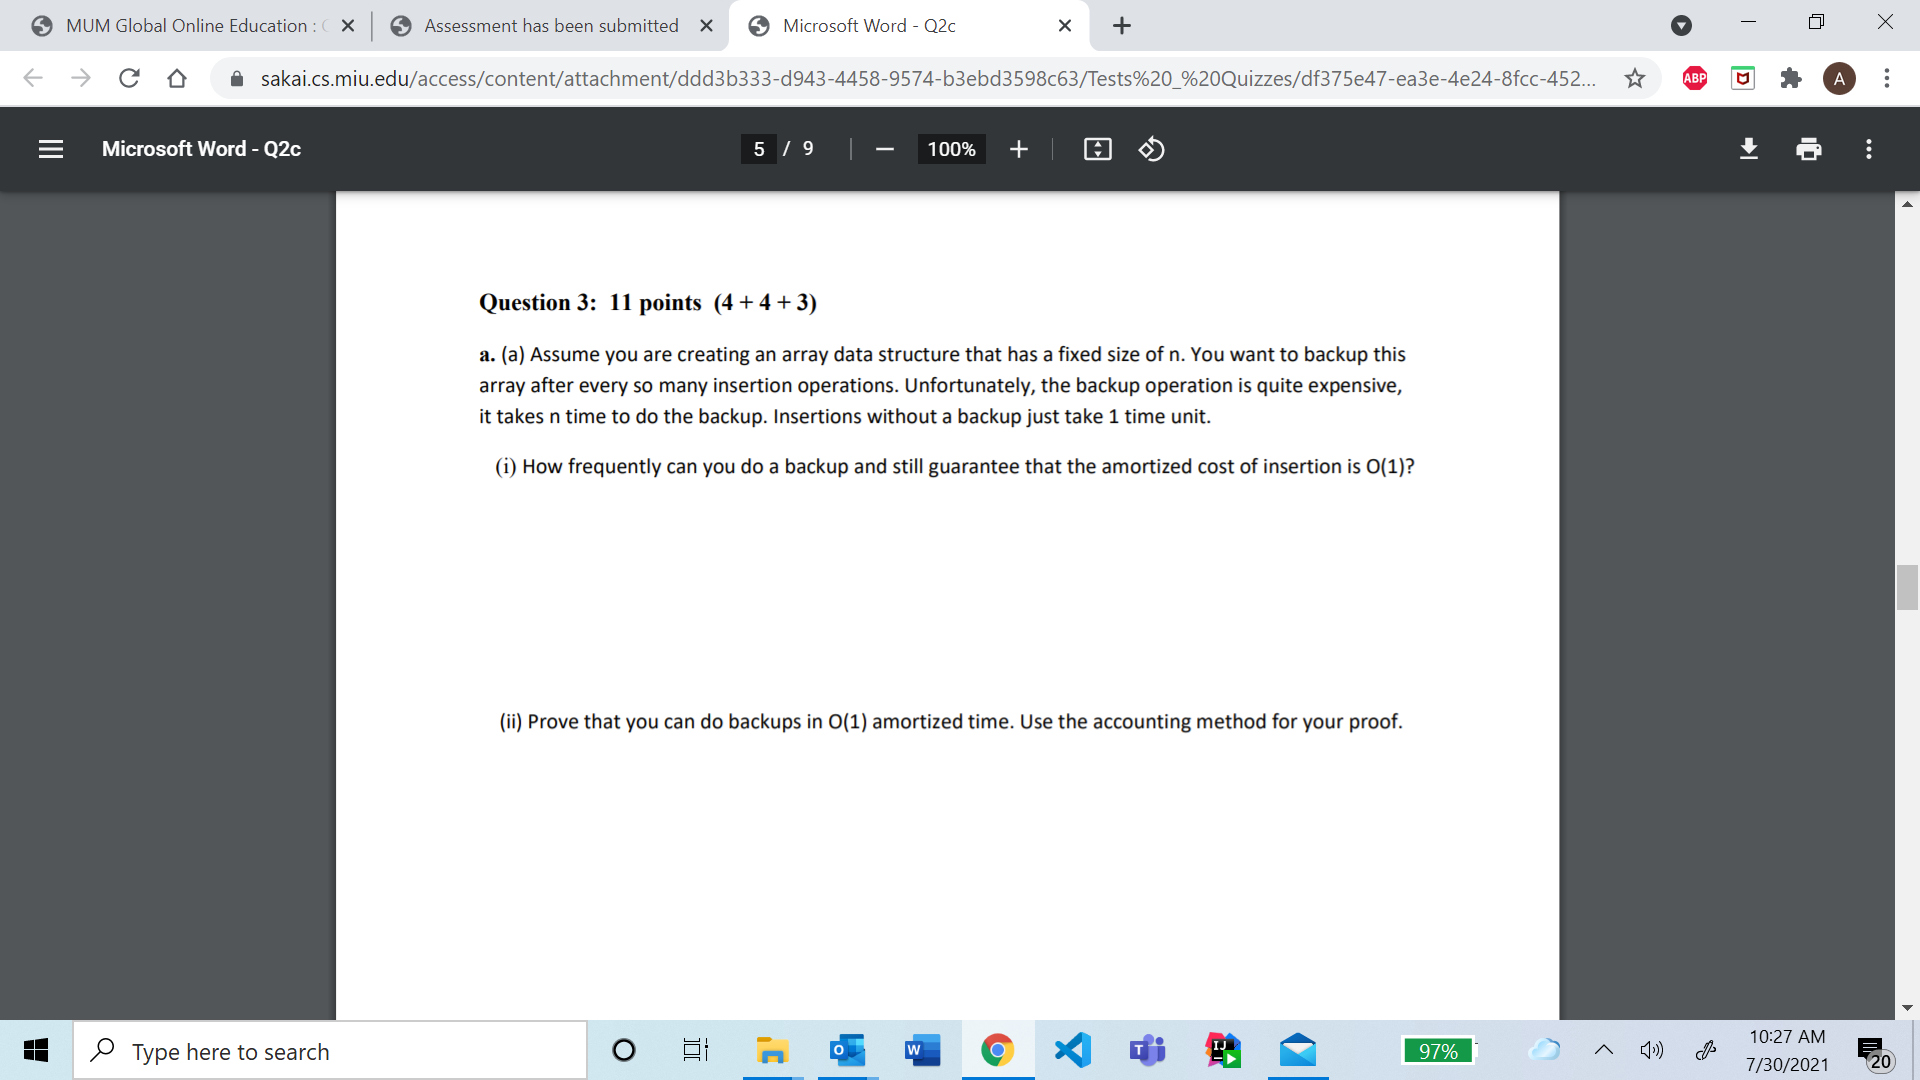 MUM Global Online Education :
Assessment has been submitted
Microsoft Word - Q2c
sakai.cs.miu.edu/access/content/attachment/ddd3b333-d943-4458-9574-b3ebd3598c63/Tests%20_%20Quizzes/df375e47-ea3e-4e24-8fcc-452...
ABP
A
Microsoft Word - Q2c
5 / 9
100%
Question 3: 11 points (4 + 4 + 3)
a. (a) Assume you are creating an array data structure that has a fixed size of n. You want to backup this
array after every so many insertion operations. Unfortunately, the backup operation is quite expensive,
it takes n time to do the backup. Insertions without a backup just take 1 time unit.
(i) How frequently can you do a backup and still guarantee that the amortized cost of insertion is O(1)?
(ii) Prove that you can do backups in O(1) amortized time. Use the accounting method for your proof.
Type here to search
97%
10:27 AM
7/30/2021
20